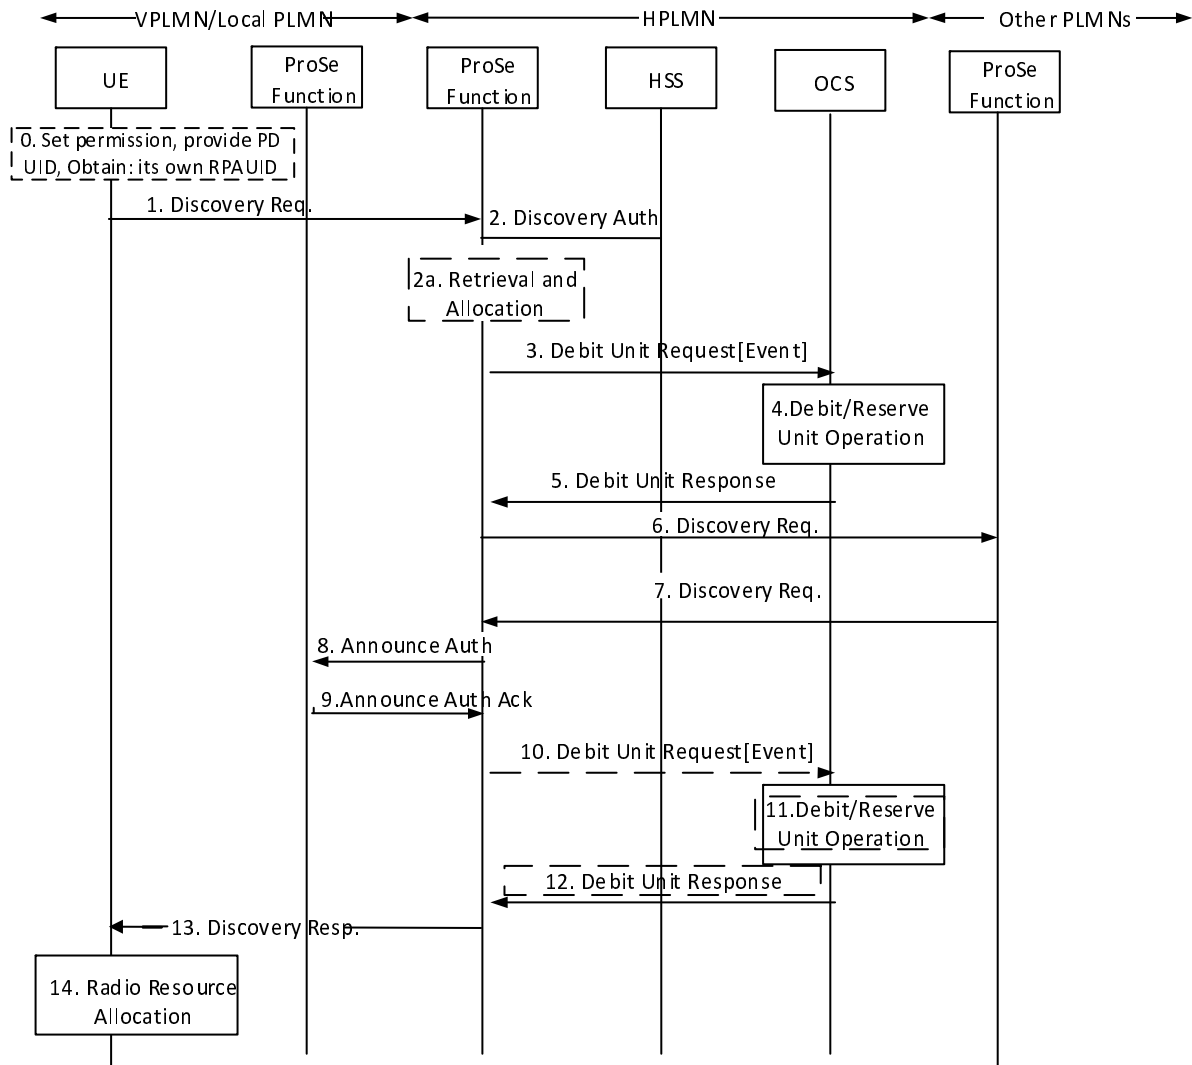 VPLMN/Local PLMN
HPLMN
Other PLMNs
UE
ProSe
Function
ProSe
Function
HSS
OCS
ProSe
Function
0. Set permission, provide PD
UID, Obtain: its own RPAUID
1. Discovery Req.
2. Discovery Auth
2a. Retrieval and
Allocation
3. Debit Unit Request[Event]
4.Debit/Reserve
Unit Operation
5. Debit Unit Response
6. Discovery Req.
7. Discovery Req.
8. Announce Auth
9.Announce Auth Ack
10. Debit Unit Request[Event]
11.Debit/Reserve
Unit Operation
12. Debit Unit Response
13. Discovery Resp.
14. Radio Resource
Allocation